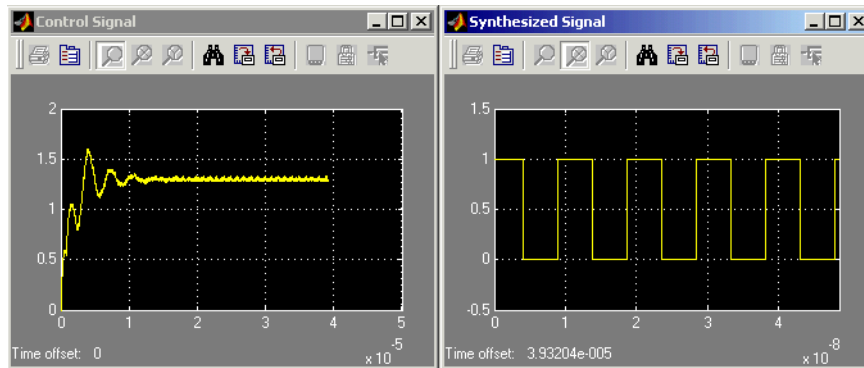 Control Signal
2
1.5
1
0.5
0
0 1 2 3 4 5
x 10^-5
Time offset: 0
Synthesized Signal
1.5
1
0.5
0
-0.5
0 1 2 3 4
x 10^-8
Time offset: 3.93204e-005